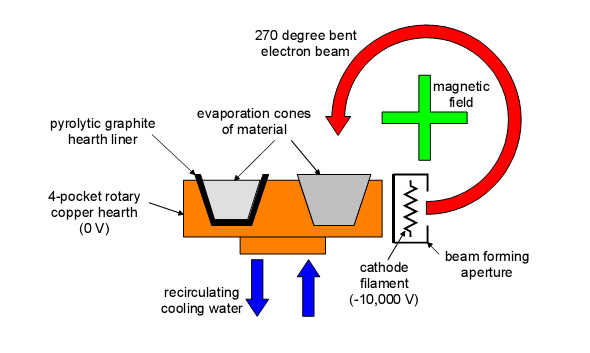 270 degree bent
electron beam
magnetic
field
evaporation cones
of material
pyrolytic graphite
hearth liner
4-pocket rotary
copper hearth
(0 V)
cathode
filament
(-10,000 V)
beam forming
aperture
recirculating
cooling water